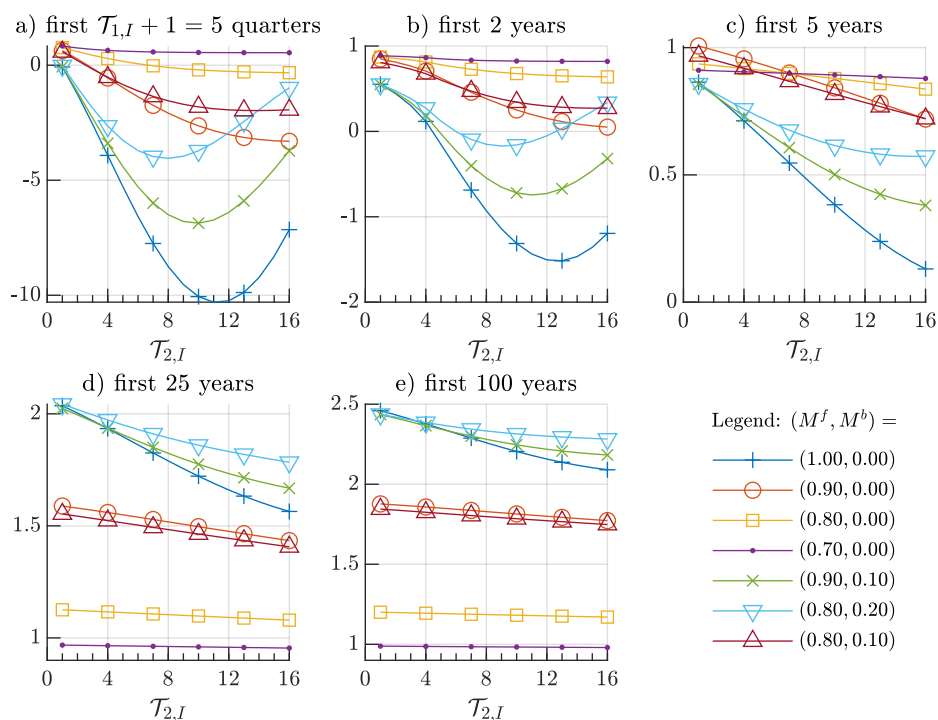 a) first 𝒯₁,I + 1 = 5 quarters
b) first 2 years
c) first 5 years
0
-5
-10
0 4 8 12 16
𝒯₂,I
1
0
-1
-2
0 4 8 12 16
𝒯₂,I
1
0.5
0
0 4 8 12 16
𝒯₂,I
d) first 25 years
e) first 100 years
2
1.5
1
0 4 8 12 16
𝒯₂,I
2.5
2
1.5
1
0 4 8 12 16
𝒯₂,I
Legend: (Mᶠ, Mᵇ) =
(1.00, 0.00)
(0.90, 0.00)
(0.80, 0.00)
(0.70, 0.00)
(0.90, 0.10)
(0.80, 0.20)
(0.80, 0.10)